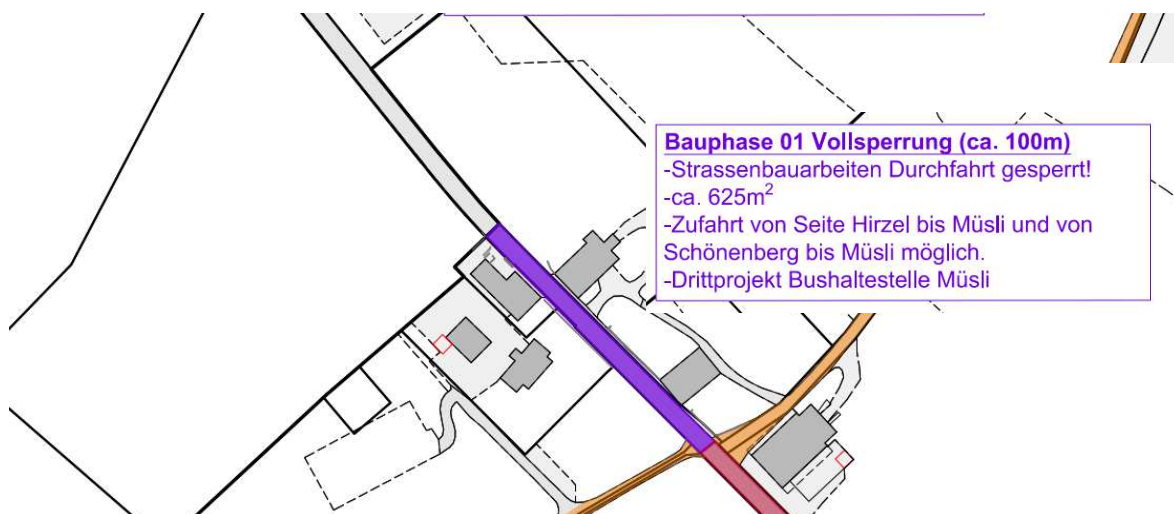 Bauphase 01 Vollsperrung (ca. 100m)
-Strassenbauarbeiten Durchfahrt gesperrt!
-ca. 625m²
-Zufahrt von Seite Hirzel bis Müsli und von
Schönenberg bis Müsli möglich.
-Drittprojekt Bushaltestelle Müsli